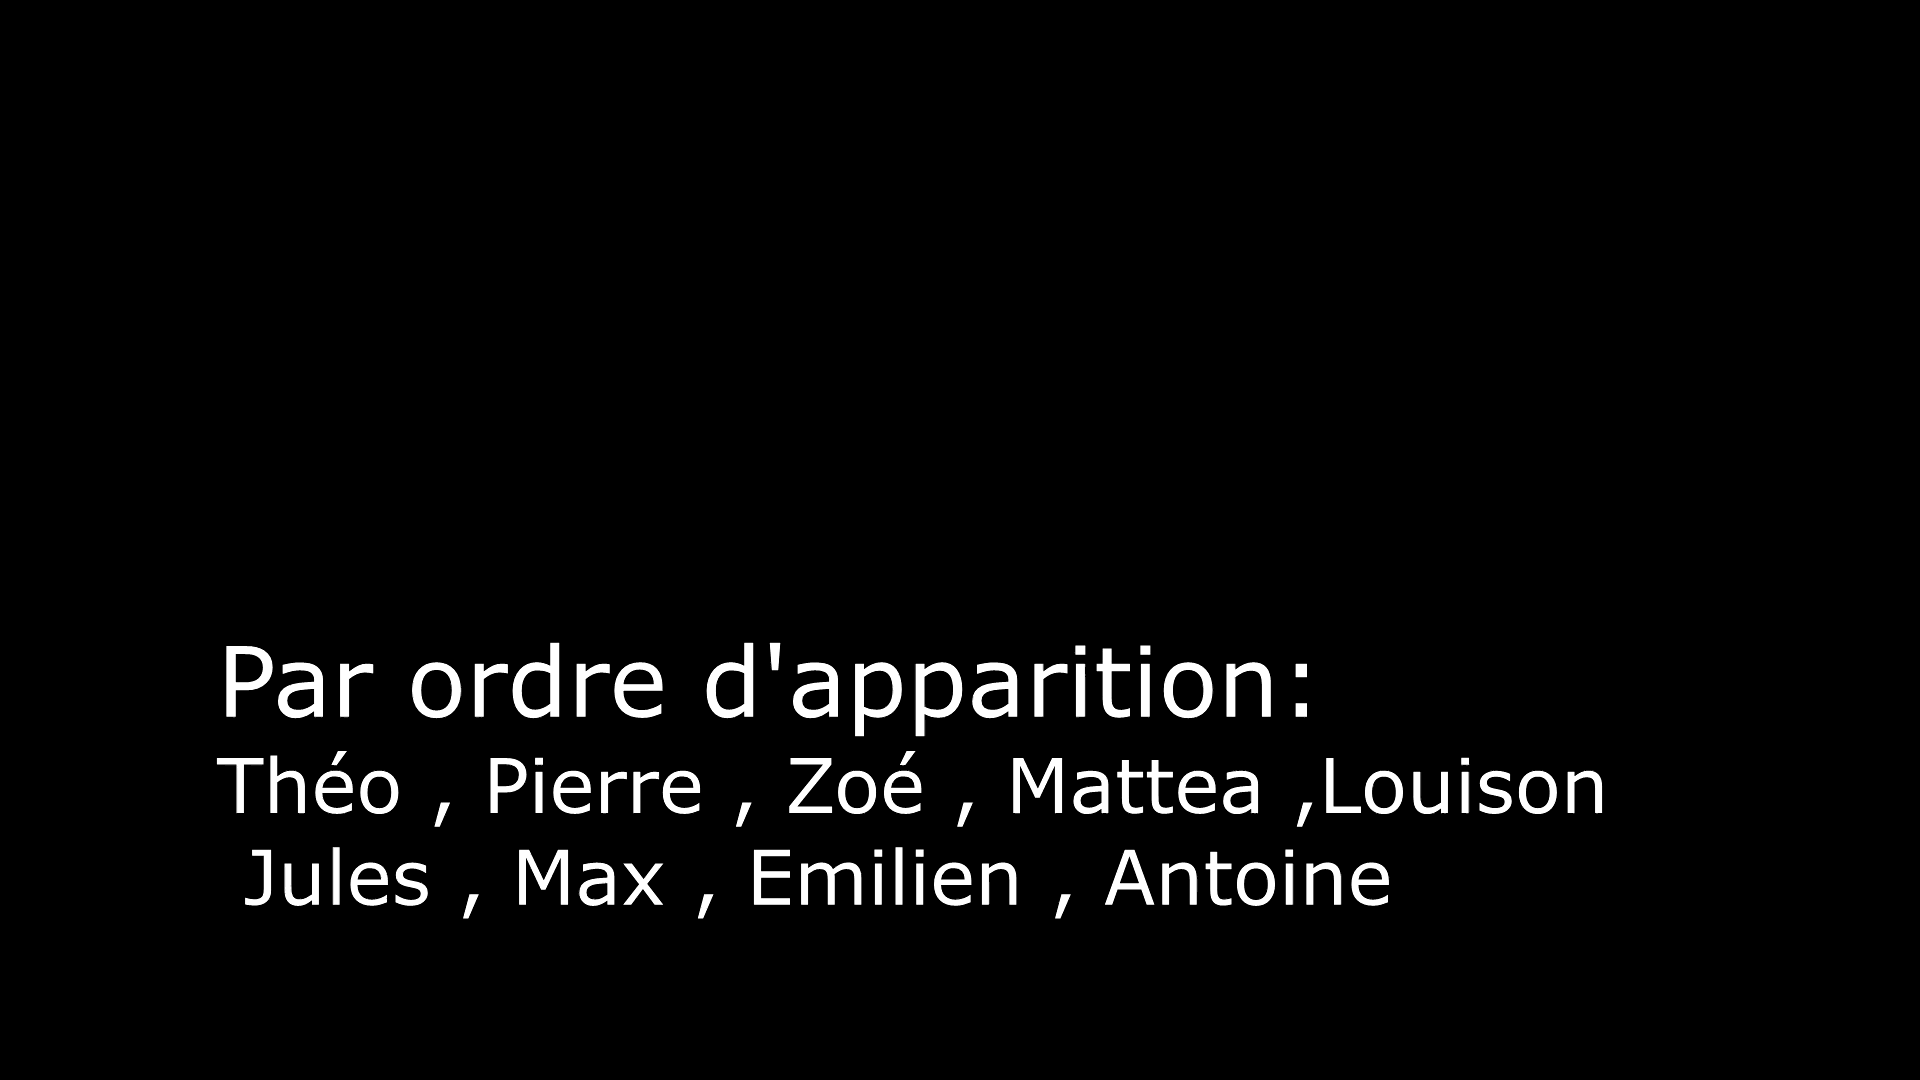 Par ordre d'apparition:
Théo , Pierre , Zoé , Mattea ,Louison
Jules , Max , Emilien , Antoine